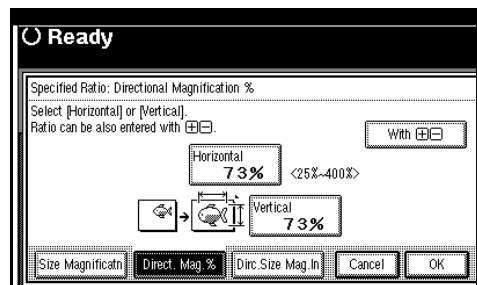 Ready
Specified Ratio: Directional Magnification %
Select [Horizontal] or [Vertical].
Ratio can be also entered with ⊞⊟.
With ⊞⊟
Horizontal
73%
<25%~400%>
Vertical
73%
Size Magnificatn
Direct. Mag.%
Dirc.Size Mag.In
Cancel
OK